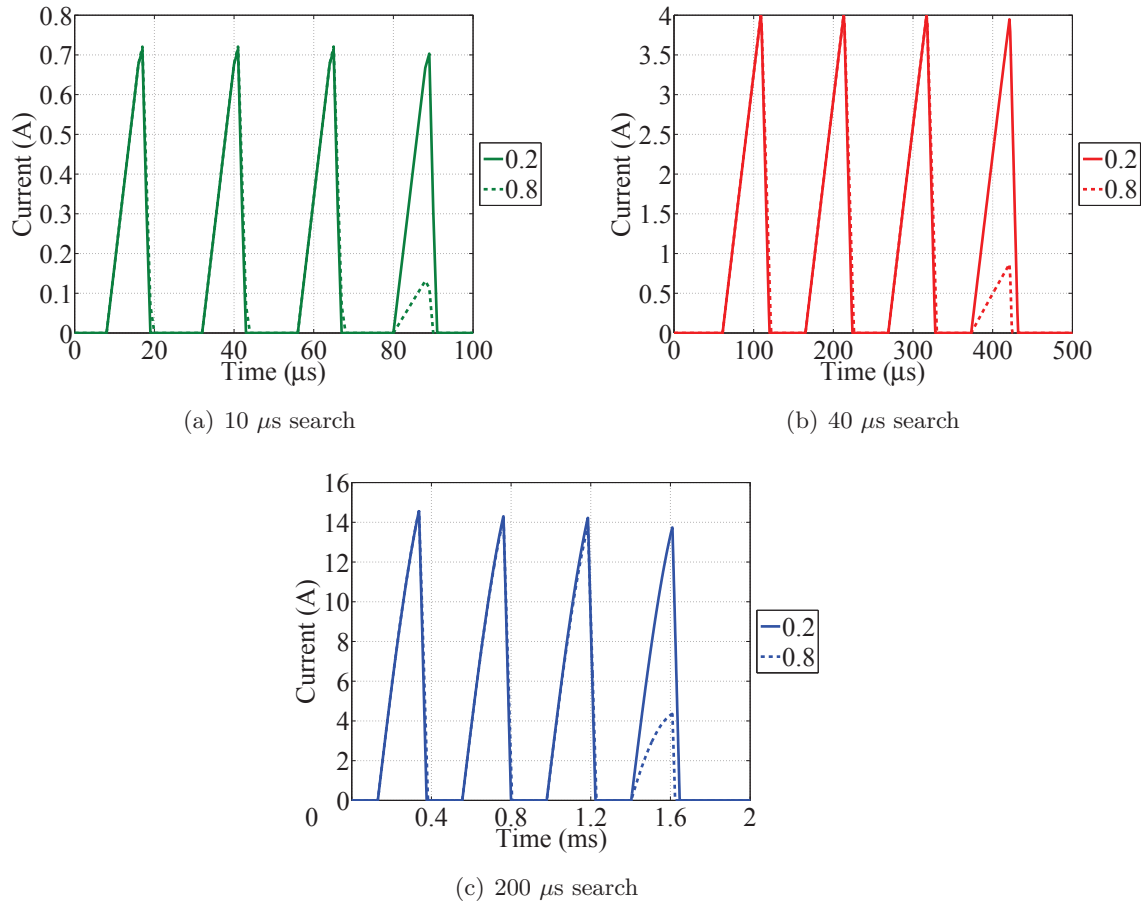 0.8
0.7
0.6
0.5
0.4
0.3
0.2
0.1
0
Current (A)
0 20 40 60 80 100
Time (μs)
0.2
0.8
(a) 10 μs search
4
3.5
3
2.5
2
1.5
1
0.5
0
Current (A)
0 100 200 300 400 500
Time (μs)
0.2
0.8
(b) 40 μs search
16
14
12
10
8
6
4
2
0
Current (A)
0 0.4 0.8 1.2 1.6 2
Time (ms)
0.2
0.8
(c) 200 μs search